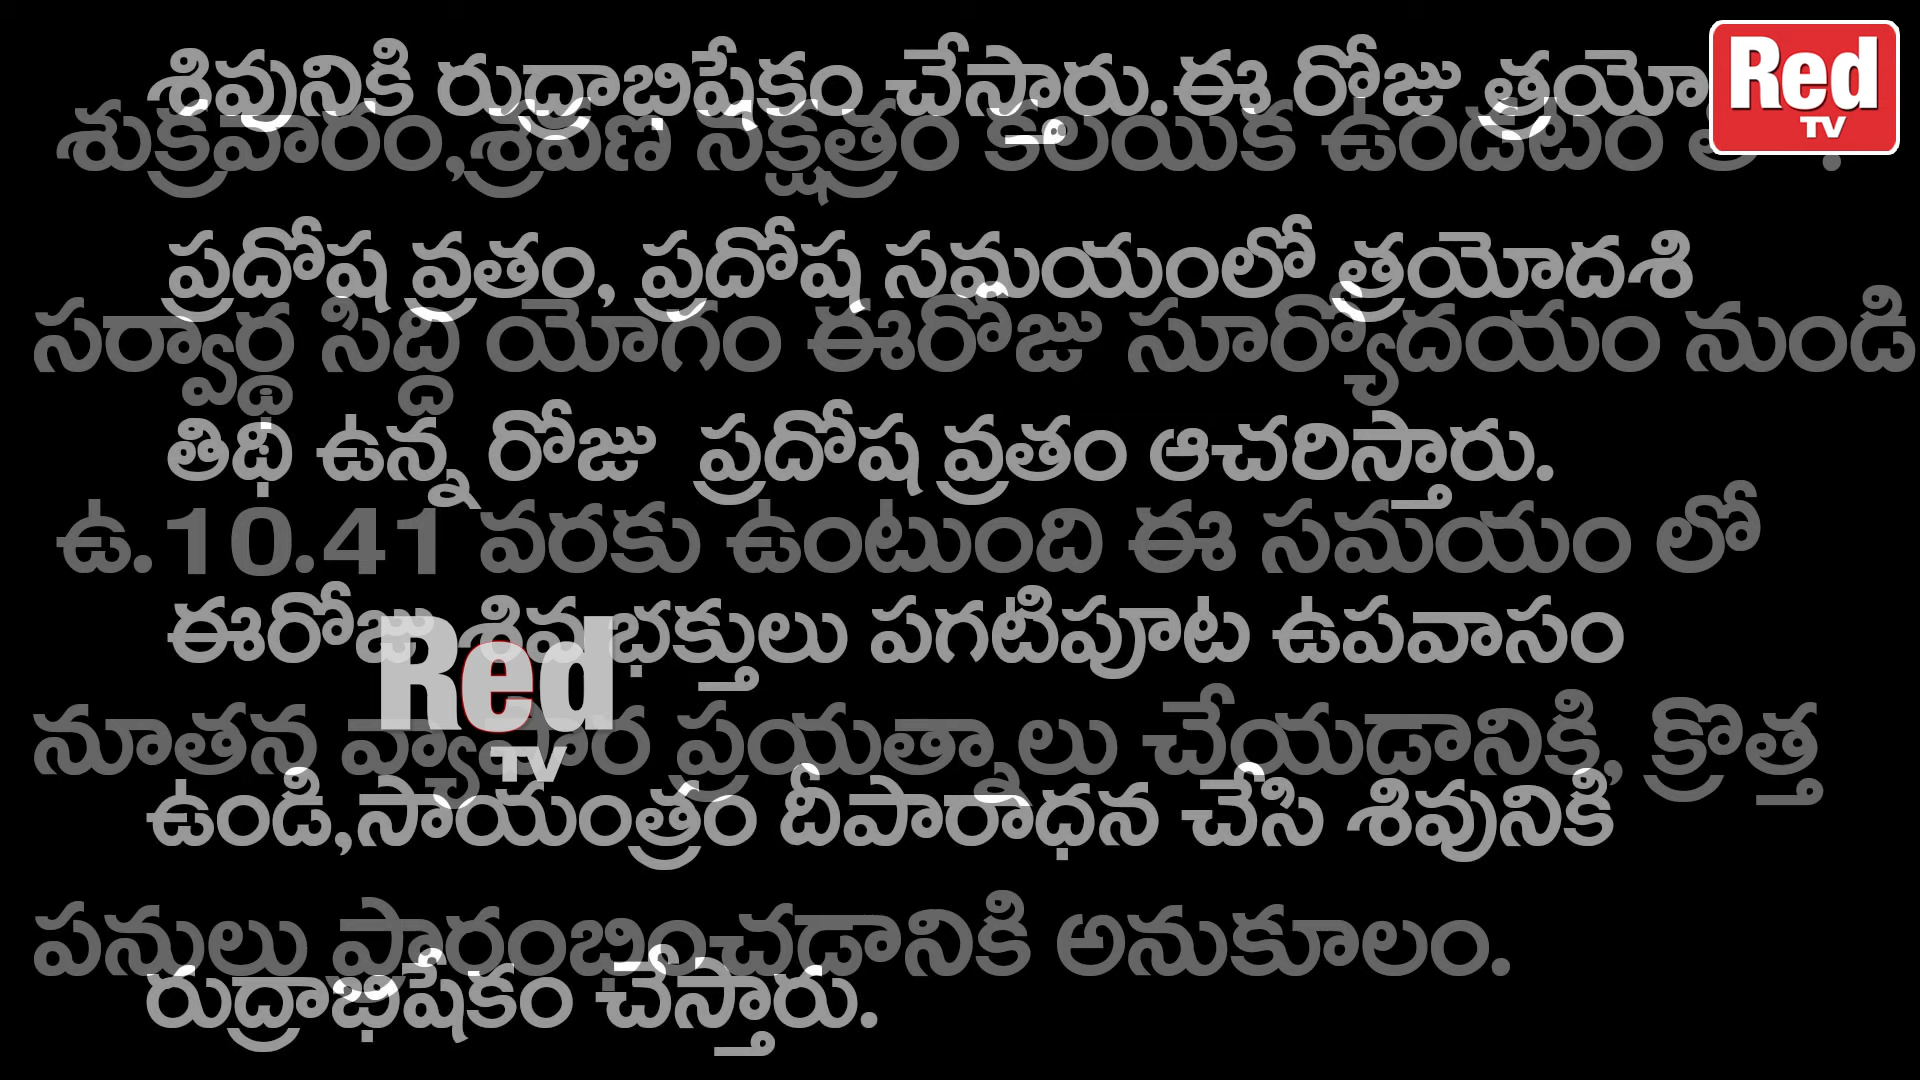 శివునికి రుద్రాభిషేకం చేస్తారు.ఈ రోజు
Red
TV
శుక్రవారం,శ్రవణ నక్షత్రం కలయిక ఉండటం
ప్రదోష వ్రతం, ప్రదోష సమయంలో త్రయోదశి
సర్వార్థ సిద్ది యోగం ఈరోజు సూర్యోదయం నుండి
తిథి ఉన్న రోజు ప్రదోష వ్రతం ఆచరిస్తారు.
ఉ.10.41 వరకు ఉంటుంది ఈ సమయం లో
ఈరోజు శివ భక్తులు పగటిపూట ఉపవాసం
Red
TV
నూతన వ్యాపార ప్రయత్నాలు చేయడానికి, క్రొత్త
ఉండి,సాయంత్రం దీపారాధన చేసి శివునికి
పనులు ప్రారంభించడానికి అనుకూలం.
రుద్రాభిషేకం చేస్తారు.